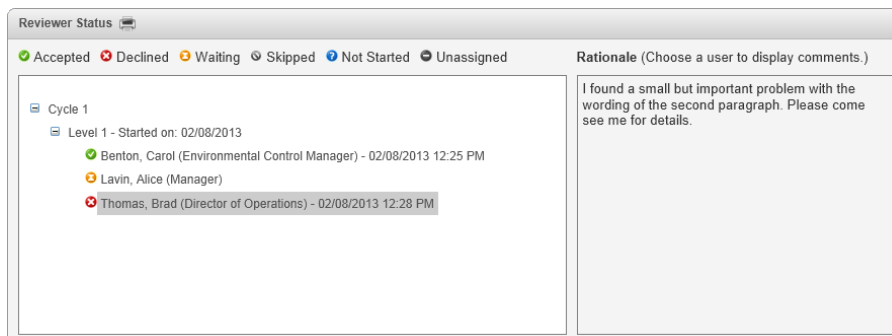 Reviewer Status
Accepted Declined Waiting Skipped Not Started Unassigned
Rationale (Choose a user to display comments.)
Cycle 1
Level 1 - Started on: 02/08/2013
Benton, Carol (Environmental Control Manager) - 02/08/2013 12:25 PM
Lavin, Alice (Manager)
Thomas, Brad (Director of Operations) - 02/08/2013 12:28 PM
I found a small but important problem with the
wording of the second paragraph. Please come
see me for details.